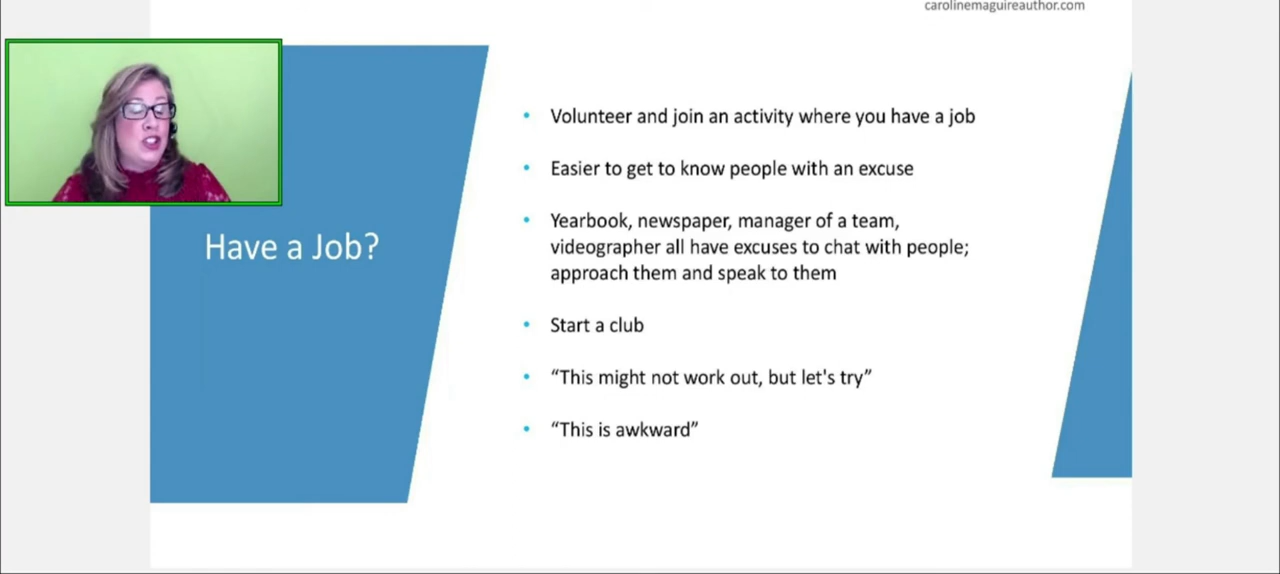 carolinemaguireauthor.com
Have a Job?
• Volunteer and join an activity where you have a job
• Easier to get to know people with an excuse
• Yearbook, newspaper, manager of a team,
videographer all have excuses to chat with people;
approach them and speak to them
• Start a club
• “This might not work out, but let's try”
• “This is awkward”